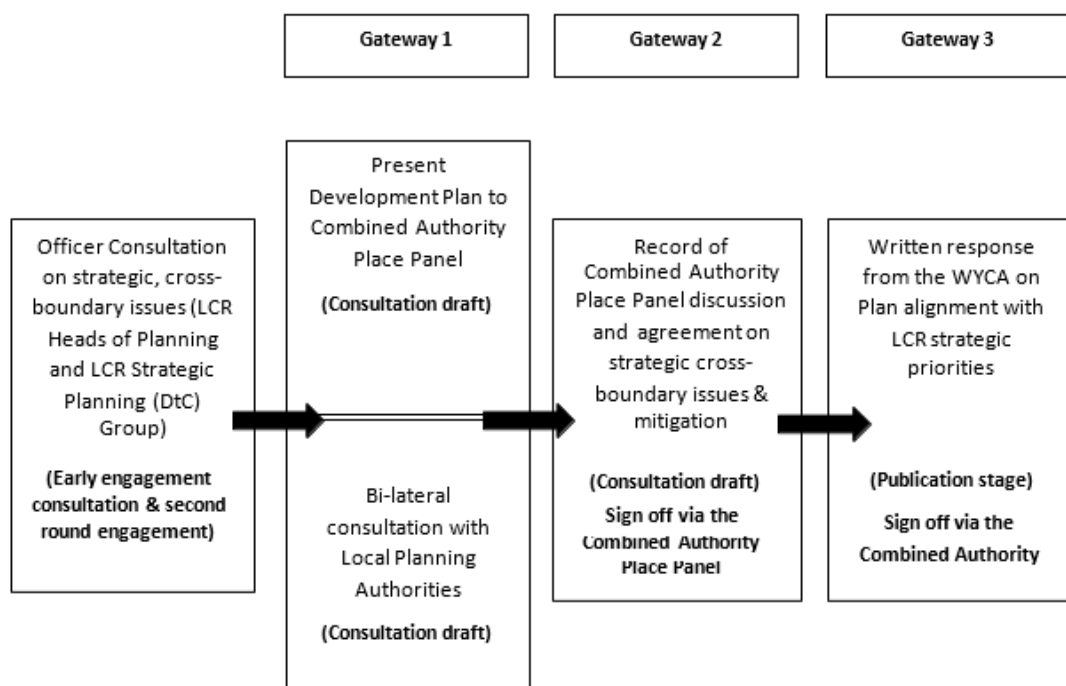 Gateway 1
Gateway 2
Gateway 3
Officer Consultation
on strategic, cross-
boundary issues (LCR
Heads of Planning
and LCR Strategic
Planning (DtC)
Group)
(Early engagement
consultation & second
round engagement)
Present
Development Plan to
Combined Authority
Place Panel
(Consultation draft)
Bi-lateral
consultation with
Local Planning
Authorities
(Consultation draft)
Record of
Combined Authority
Place Panel discussion
and agreement on
strategic cross-
boundary issues &
mitigation
(Consultation draft)
Sign off via the
Combined Authority
Place Panel
Written response
from the WYCA on
Plan alignment with
LCR strategic
priorities
(Publication stage)
Sign off via the
Combined Authority